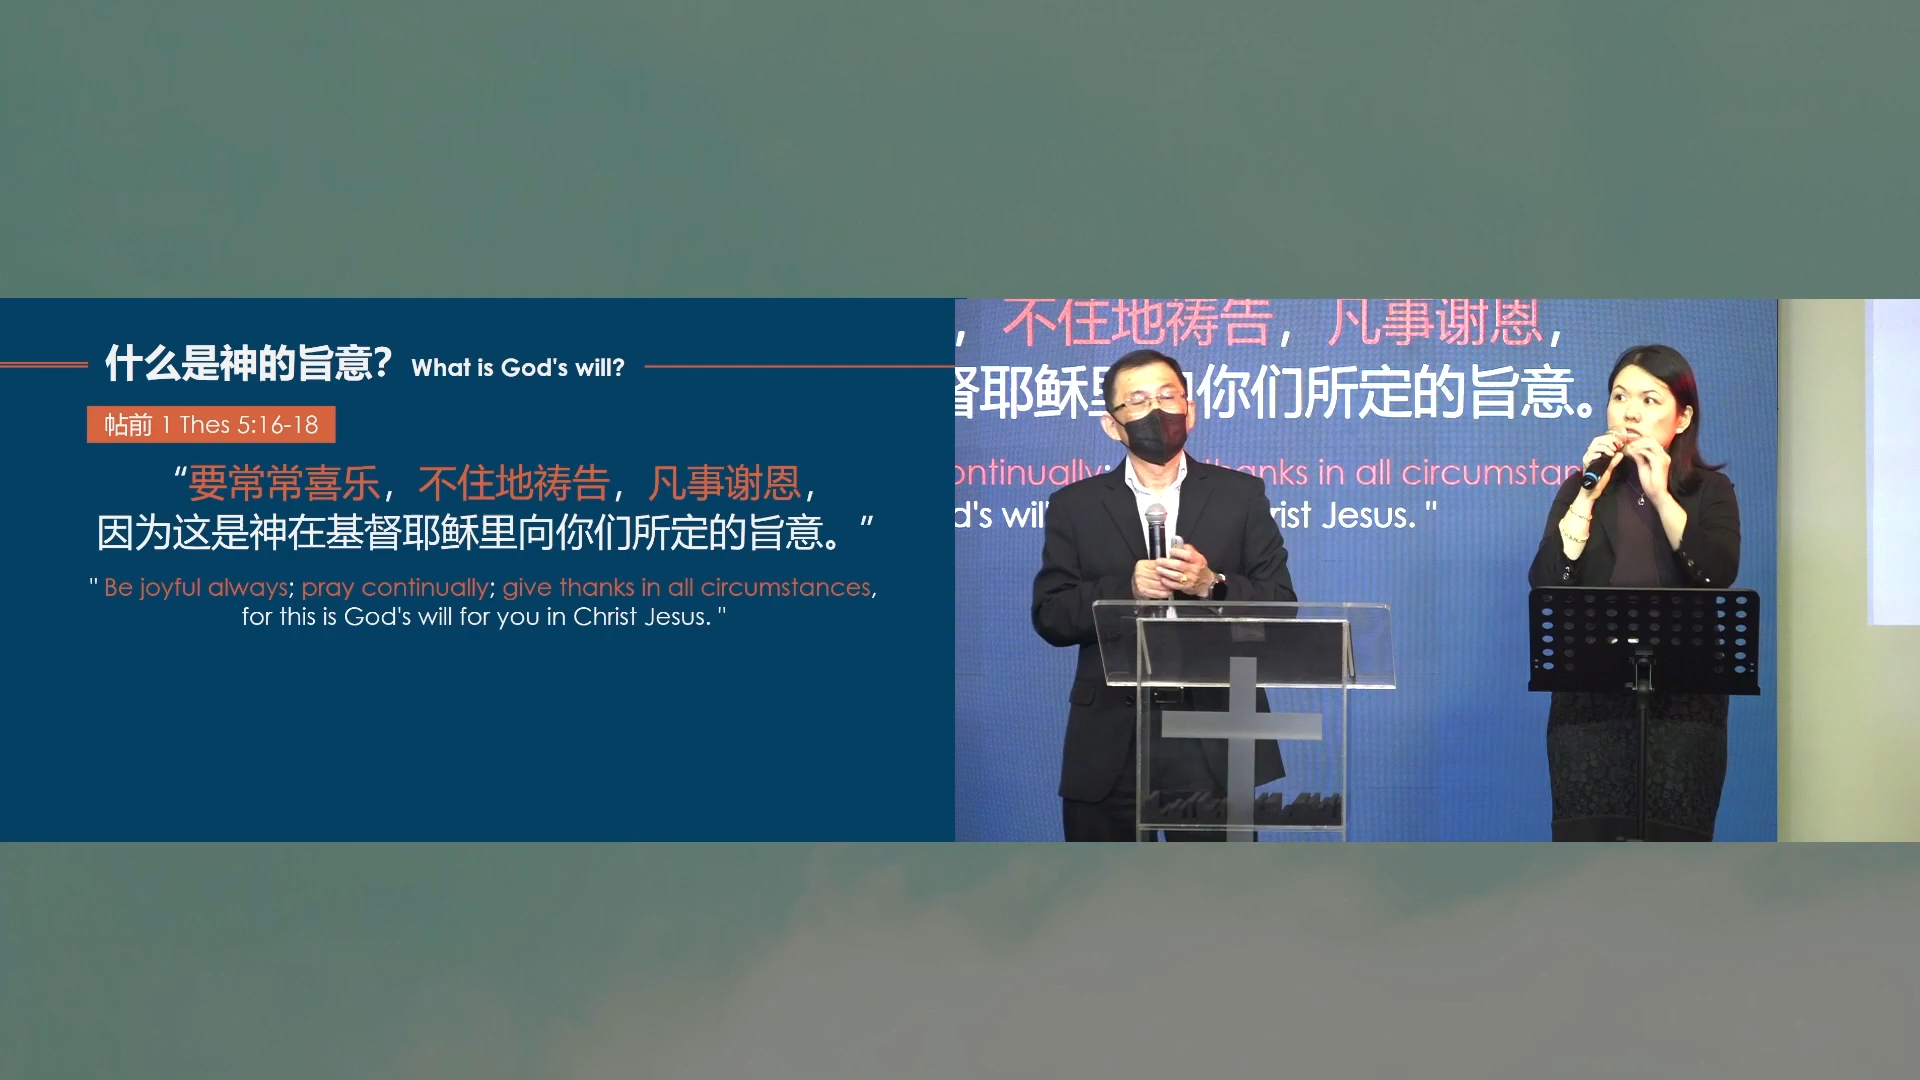 什么是神的旨意? What is God's will?
帖前 1 Thes 5:16-18
“要常常喜乐，不住地祷告，凡事谢恩，
因为这是神在基督耶稣里向你们所定的旨意。”
" Be joyful always; pray continually; give thanks in all circumstances,
for this is God's will for you in Christ Jesus. "
，不住地祷告，凡事谢恩，
督耶稣里向你们所定的旨意。
ontinually; thanks in all circumstan
d's will rist Jesus. "